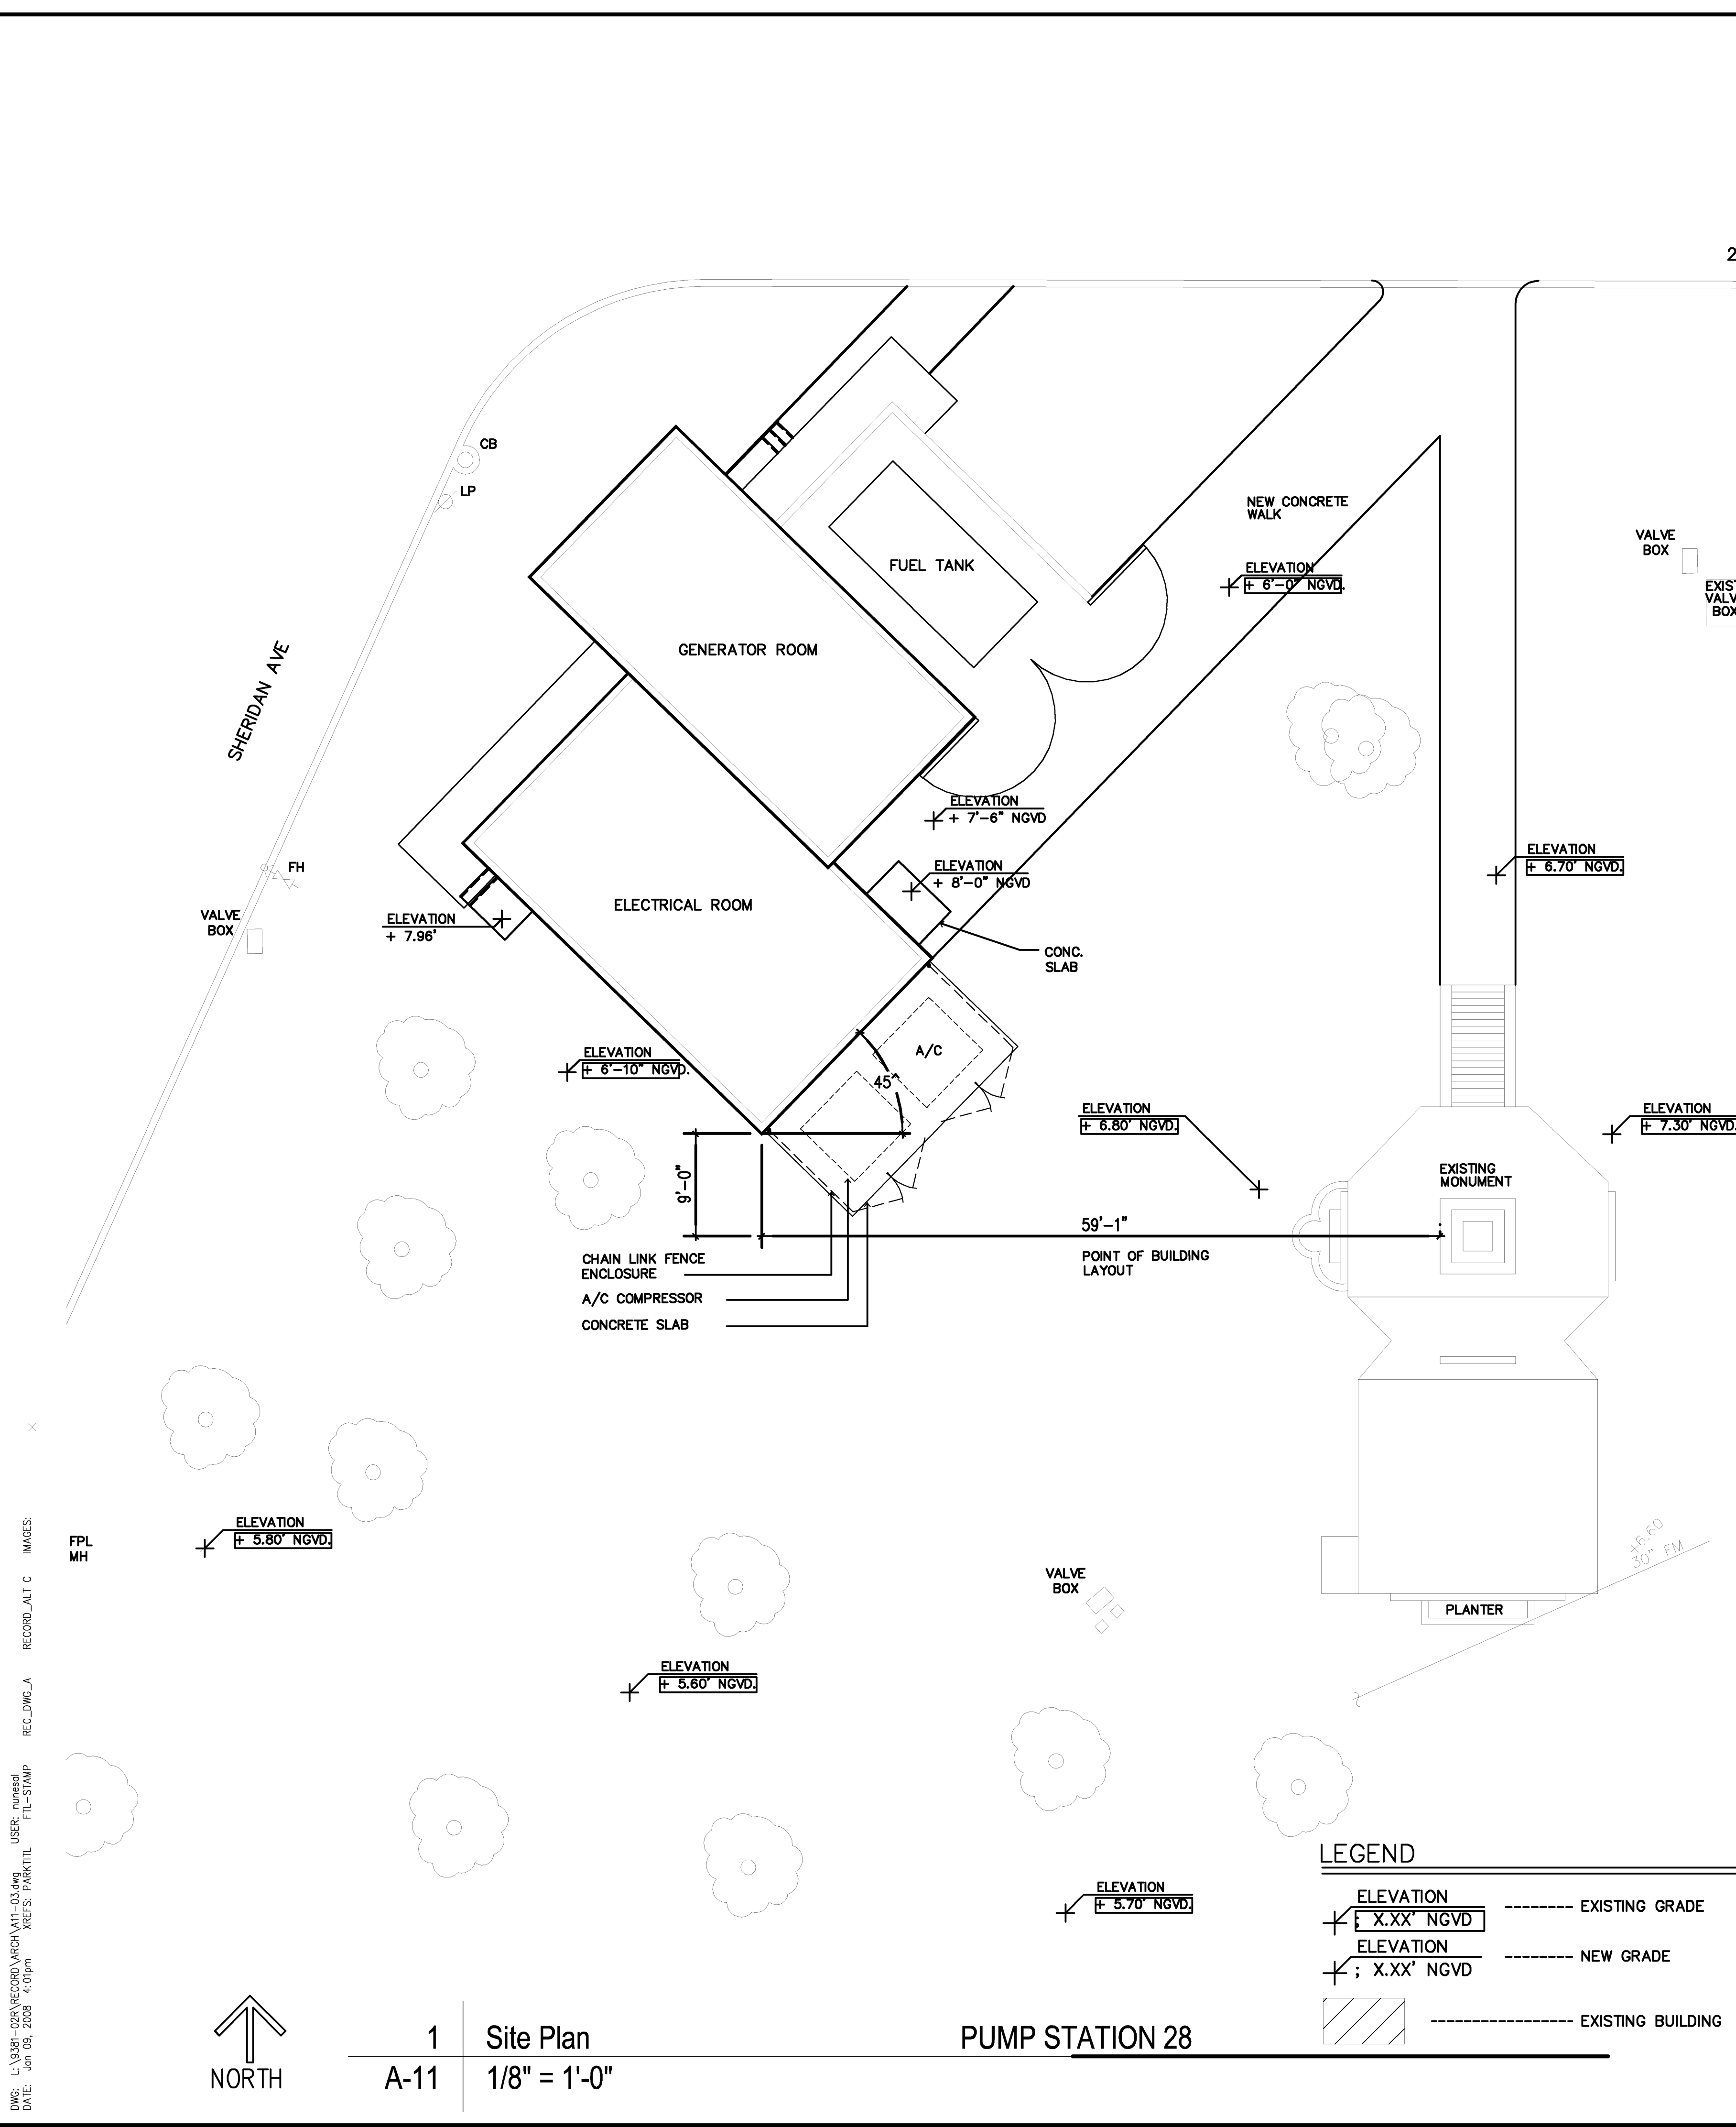 2
CB
LP
NEW CONCRETE
WALK
VALVE
BOX
FUEL TANK
ELEVATION
+ 6'-0" NGVD.
EXIST
VALV
BOX
GENERATOR ROOM
SHERIDAN AVE
ELEVATION
+ 7'-6" NGVD
ELEVATION
+ 6.70' NGVD.
FH
ELEVATION
+ 8'-0" NGVD
ELECTRICAL ROOM
VALVE
BOX
ELEVATION
+ 7.96'
CONC.
SLAB
A/C
ELEVATION
+ 6'-10" NGVD.
45^
ELEVATION
+ 6.80' NGVD.
ELEVATION
+ 7.30' NGVD.
9'-0"
EXISTING
MONUMENT
59'-1"
POINT OF BUILDING
LAYOUT
CHAIN LINK FENCE
ENCLOSURE
A/C COMPRESSOR
CONCRETE SLAB
ELEVATION
+ 5.80' NGVD.
FPL
MH
+6.60
30" FM
VALVE
BOX
PLANTER
ELEVATION
+ 5.60' NGVD.
LEGEND
ELEVATION
+ 5.70' NGVD.
ELEVATION
; X.XX' NGVD
EXISTING GRADE
ELEVATION
; X.XX' NGVD
NEW GRADE
EXISTING BUILDING
NORTH
1
Site Plan
PUMP STATION 28
A-11
1/8" = 1'-0"
DWG: L:\9381-02R\RECORD\ARCH\A11-03.dwg USER: nunesal
DATE: Jan 09, 2008 4:01pm XREFS: PARKTITL FTL-STAMP REC_DWG_A RECORD_ALT C IMAGES: